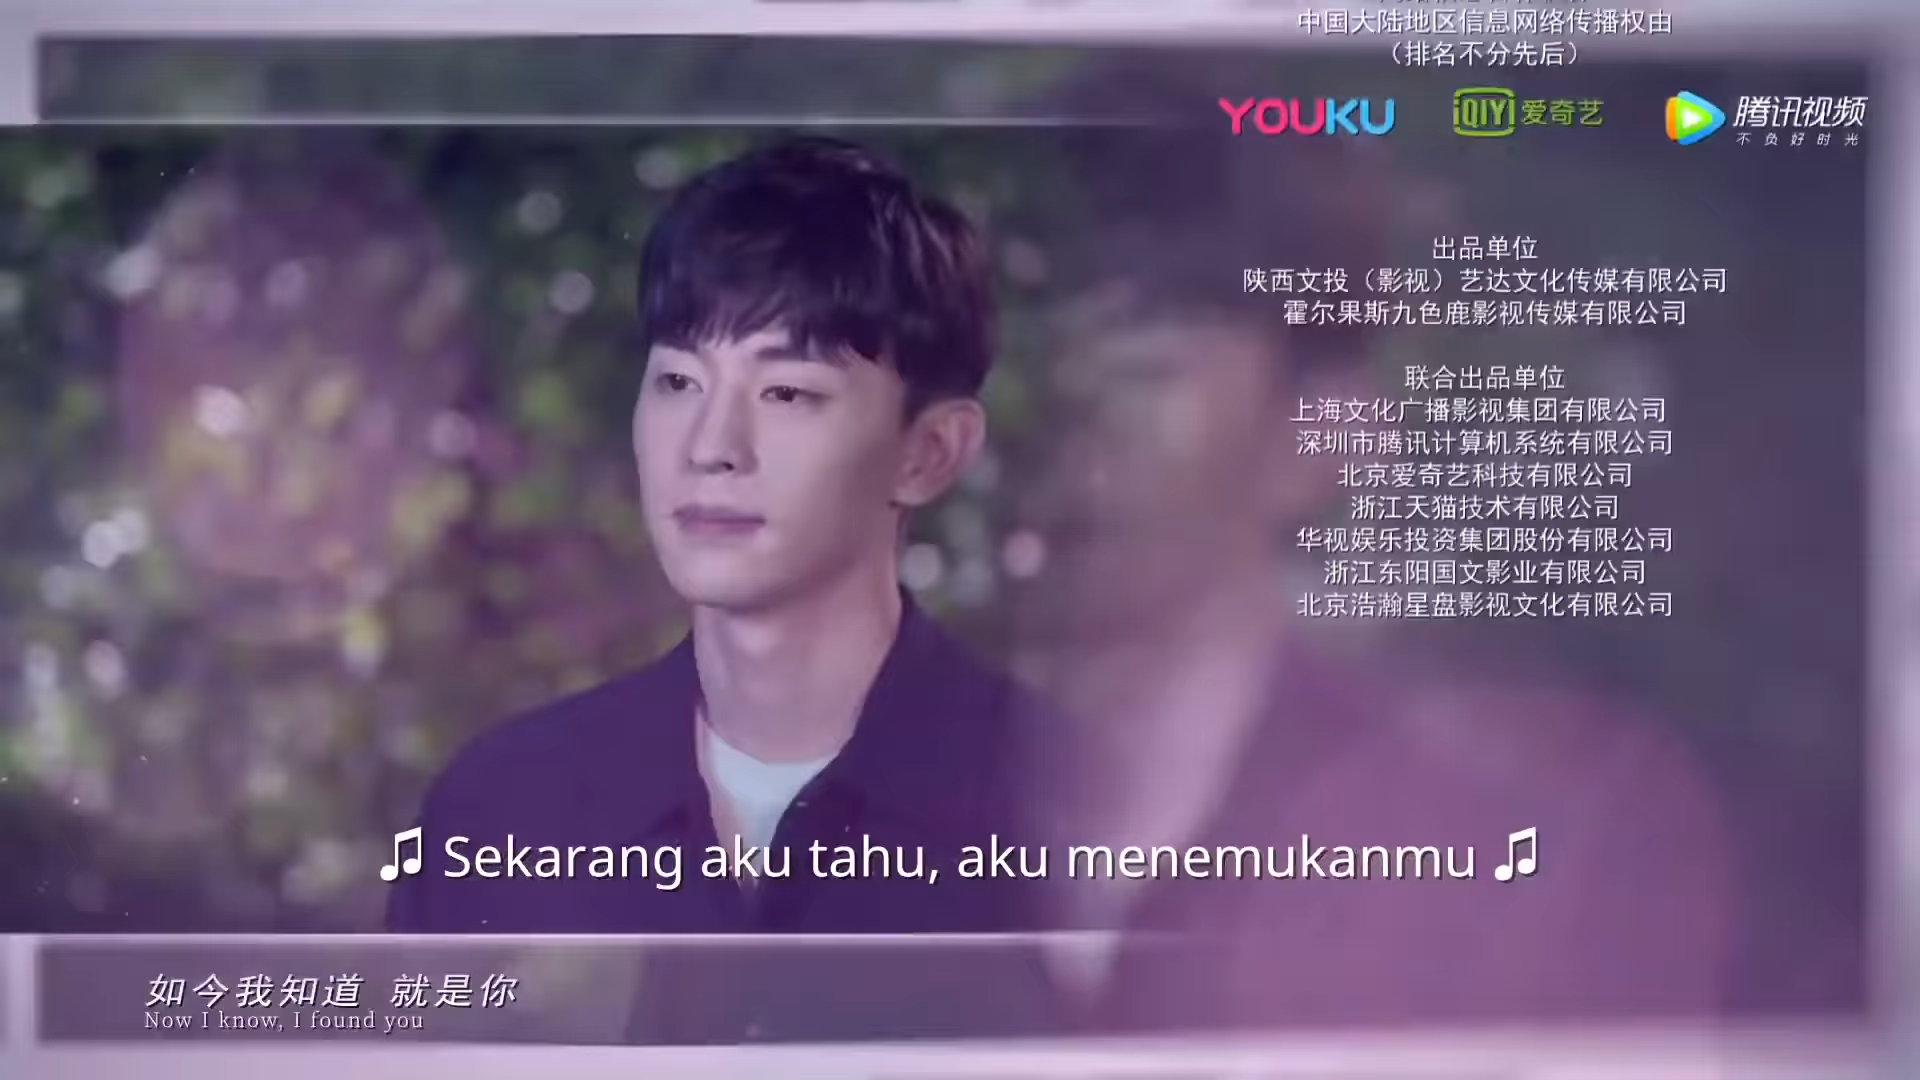 中国大陆地区信息网络传播权由
（排名不分先后）
YOUKU
iQIYI 爱奇艺
腾讯视频
不负好时光
出品单位
陕西文投（影视）艺达文化传媒有限公司
霍尔果斯九色鹿影视传媒有限公司
联合出品单位
上海文化广播影视集团有限公司
深圳市腾讯计算机系统有限公司
北京爱奇艺科技有限公司
浙江天猫技术有限公司
华视娱乐投资集团股份有限公司
浙江东阳国文影业有限公司
北京浩瀚星盘影视文化有限公司
♫ Sekarang aku tahu, aku menemukanmu ♫
如今我知道 就是你
Now I know, I found you